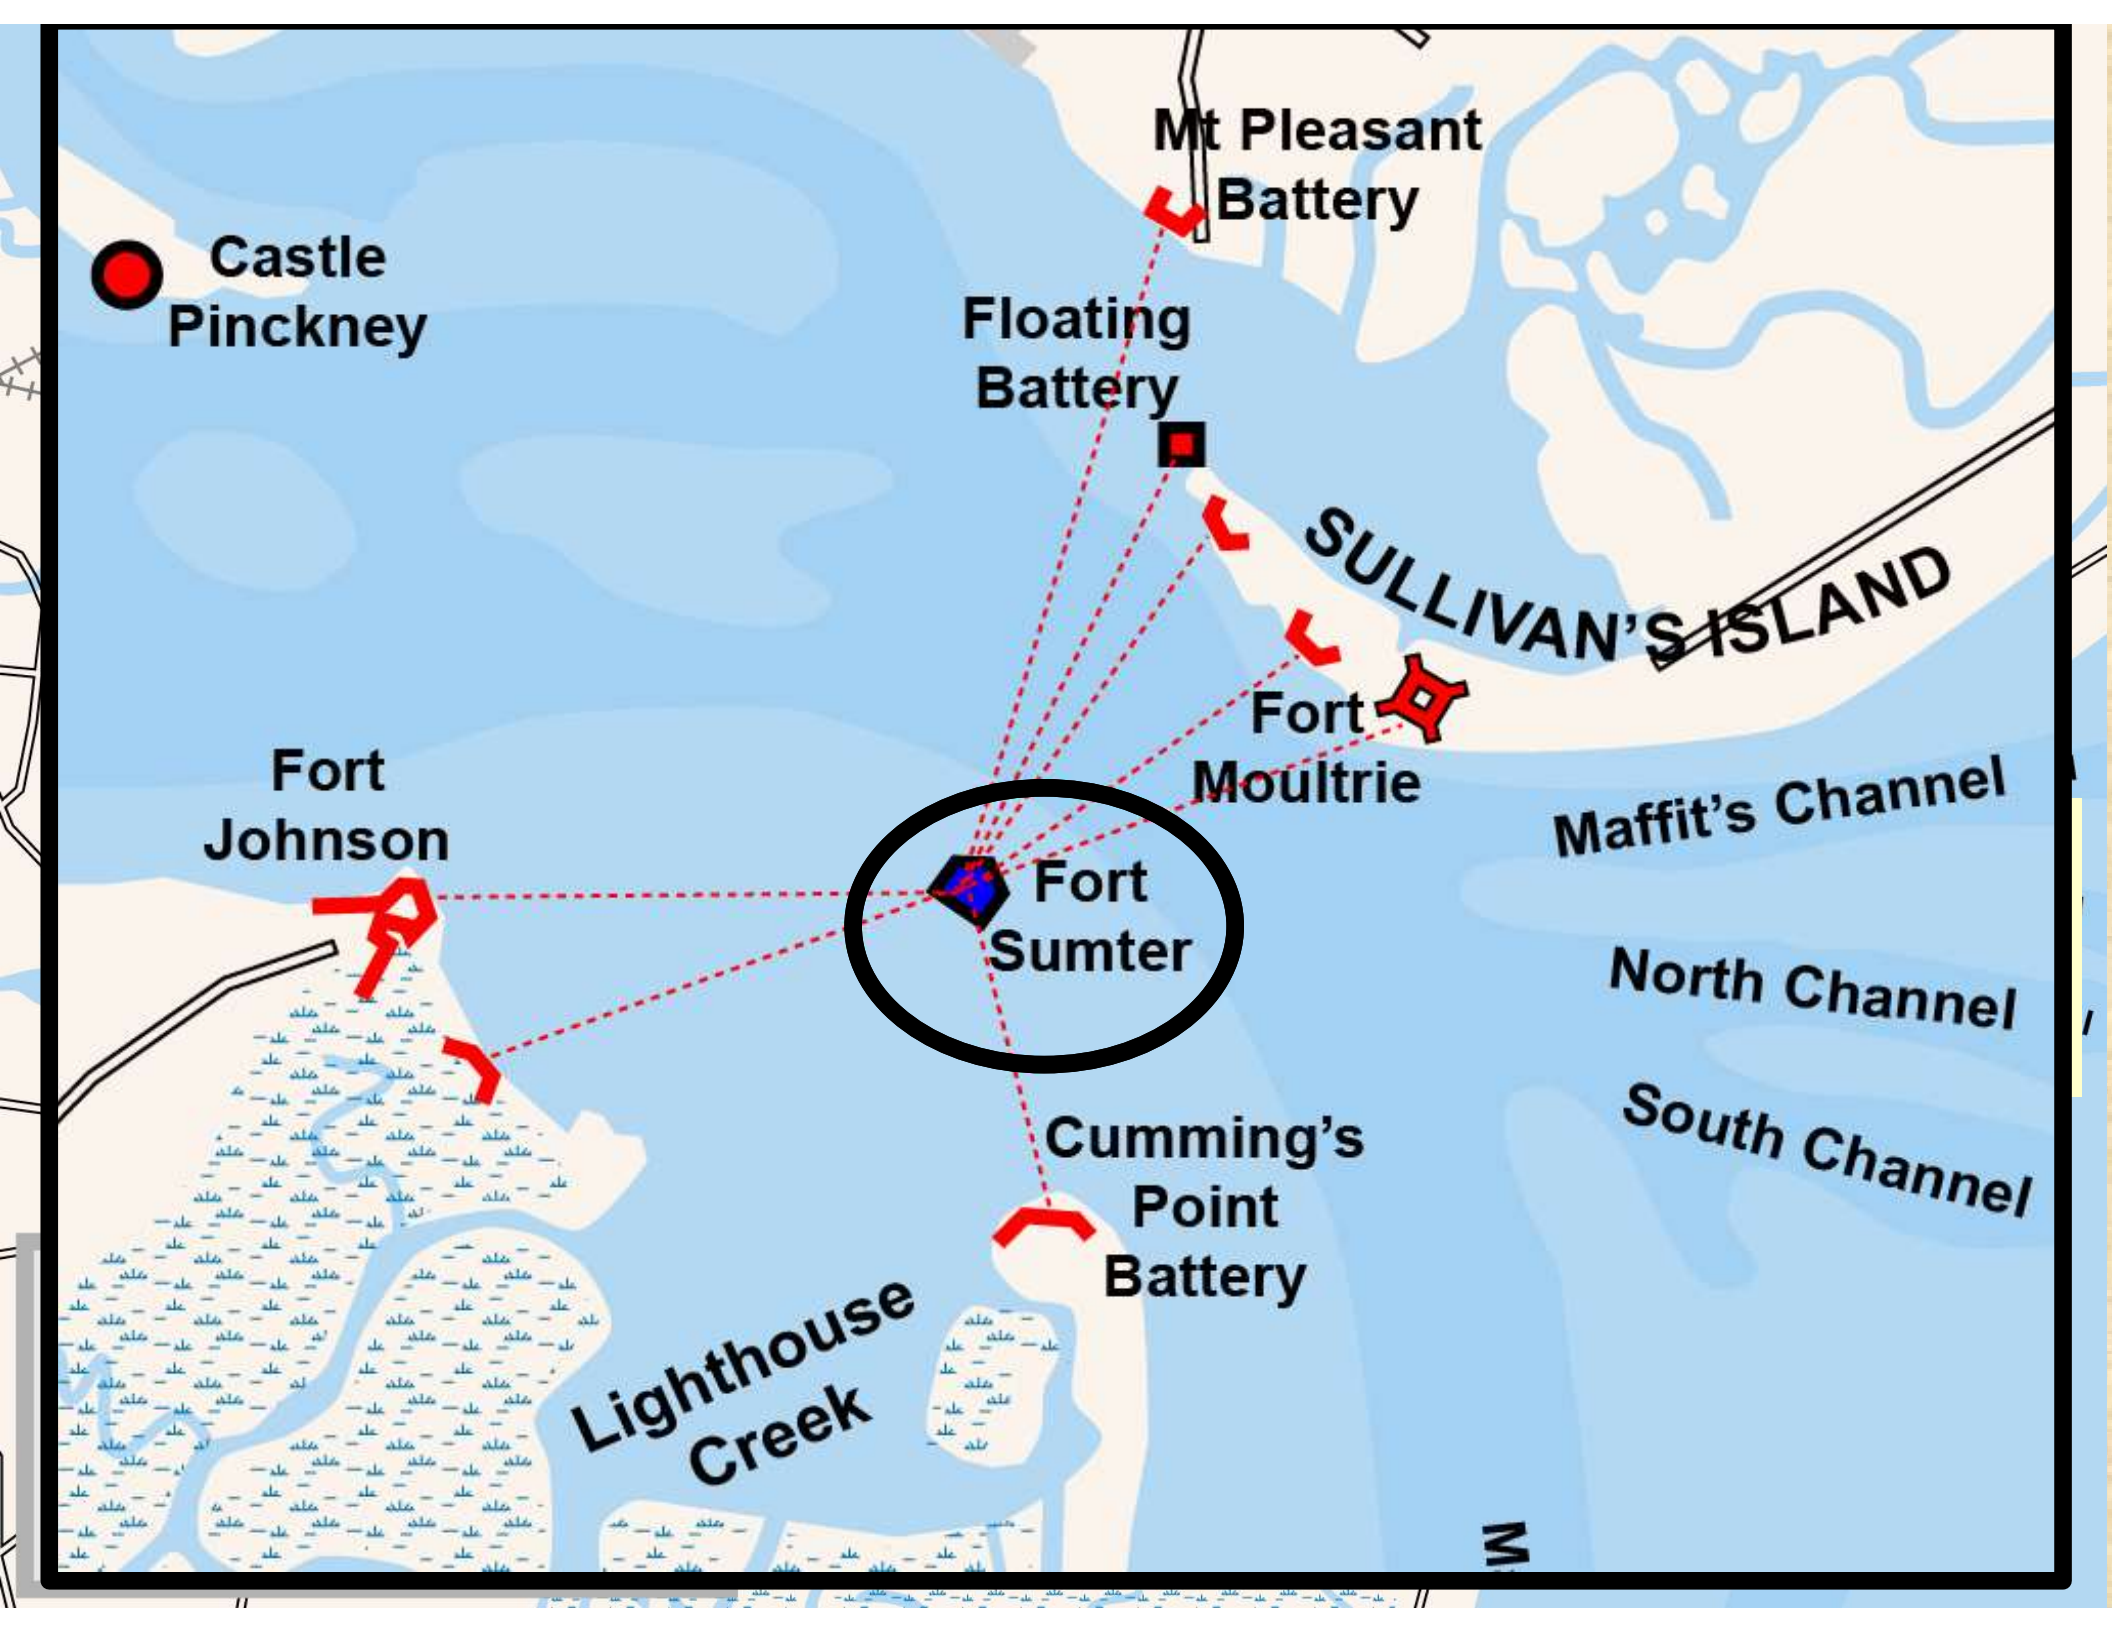 Mt Pleasant
Battery
Castle
Pinckney
Floating
Battery
SULLIVAN’S ISLAND
Fort
Moultrie
Fort
Johnson
Maffit’s Channel
Fort
Sumter
North Channel
South Channel
Cumming’s
Point
Battery
Lighthouse
Creek